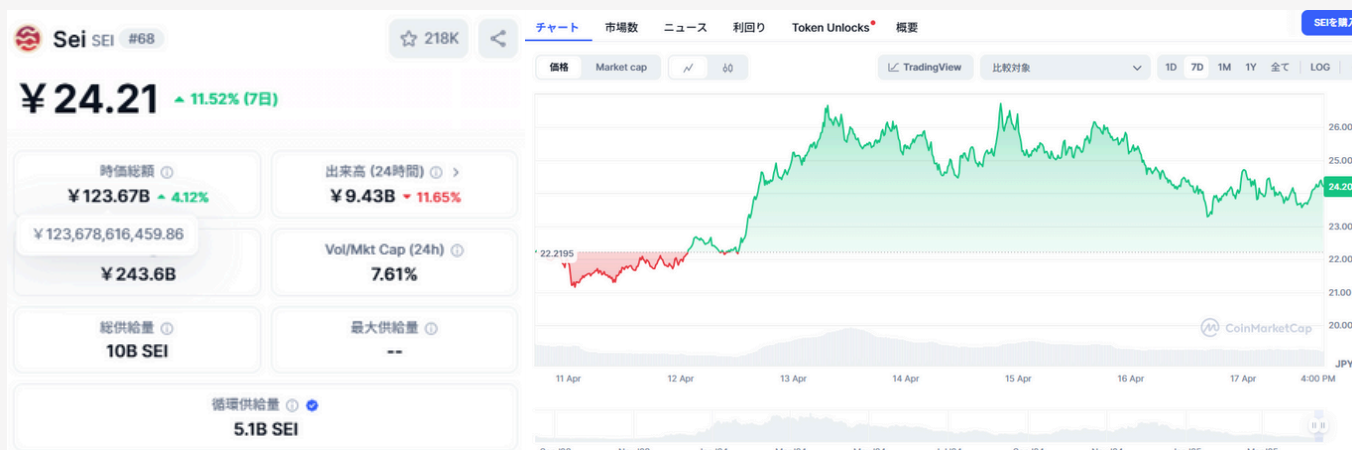 Sei SEI #68
218K
¥24.21 11.52% (7日)
時価総額
¥123.67B 4.12%
出来高 (24時間)
¥9.43B 11.65%
¥123,678,616,459.86
¥243.6B
Vol/Mkt Cap (24h)
7.61%
総供給量
10B SEI
最大供給量
--
循環供給量
5.1B SEI
チャート 市場数 ニュース 利回り Token Unlocks 概要
SEIを購入
価格 Market cap
TradingView
比較対象
1D 7D 1M 1Y 全て LOG
26.00
25.00
24.20
23.00
22.2195
22.00
21.00
20.00
CoinMarketCap
JPY
11 Apr 12 Apr 13 Apr 14 Apr 15 Apr 16 Apr 17 Apr 4:00 PM